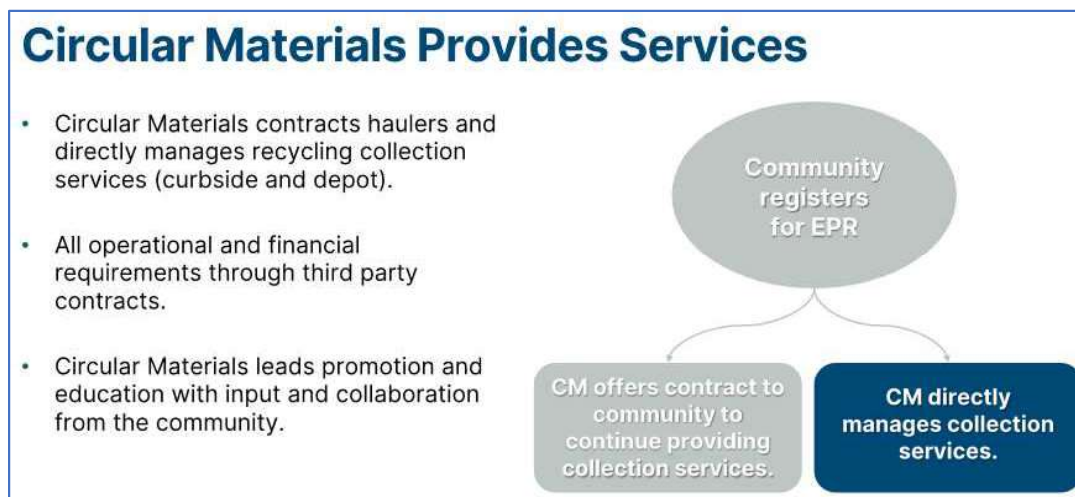 Circular Materials Provides Services
• Circular Materials contracts haulers and
directly manages recycling collection
services (curbside and depot).
• All operational and financial
requirements through third party
contracts.
• Circular Materials leads promotion and
education with input and collaboration
from the community.
Community
registers
for EPR
CM offers contract to
community to
continue providing
collection services.
CM directly
manages collection
services.